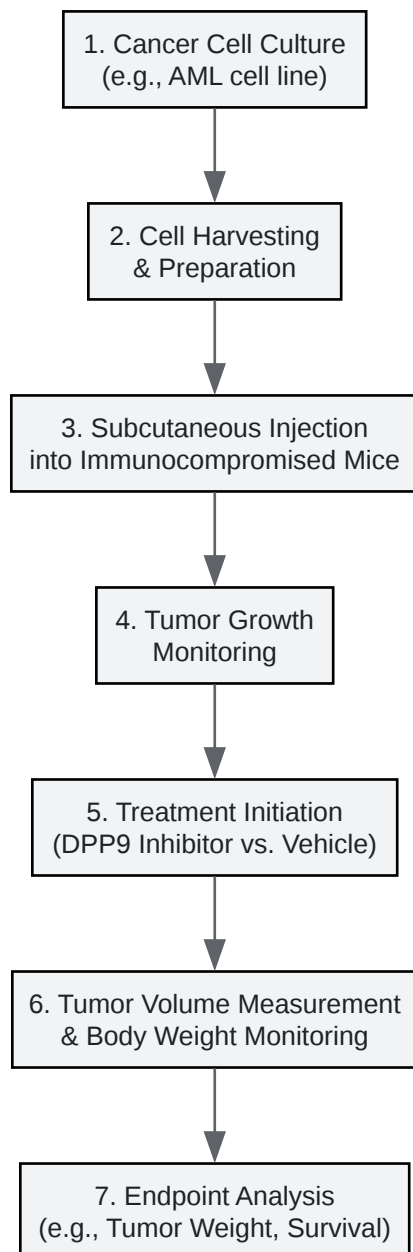 1. Cancer Cell Culture
(e.g., AML cell line)
2. Cell Harvesting
& Preparation
3. Subcutaneous Injection
into Immunocompromised Mice
4. Tumor Growth
Monitoring
5. Treatment Initiation
(DPP9 Inhibitor vs. Vehicle)
6. Tumor Volume Measurement
& Body Weight Monitoring
7. Endpoint Analysis
(e.g., Tumor Weight, Survival)